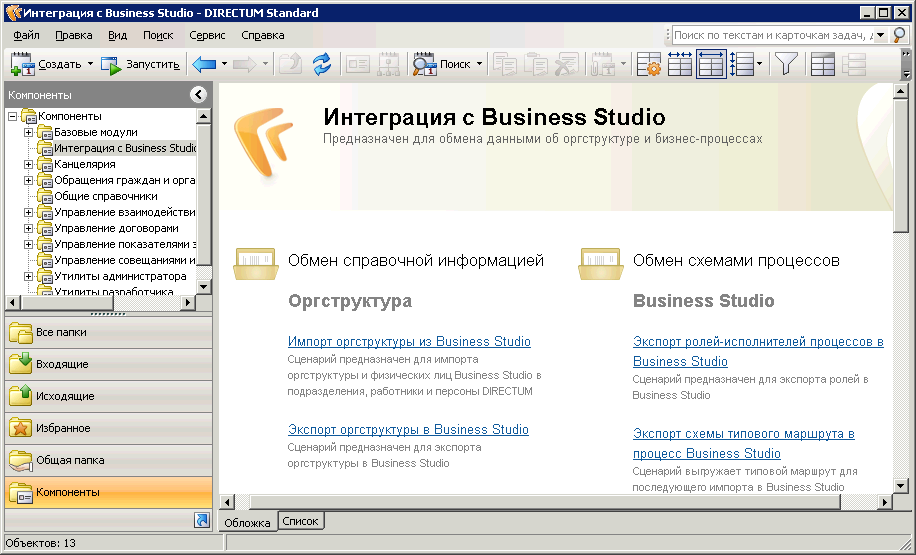 Интеграция с Business Studio - DIRECTUM Standard
Файл Правка Вид Поиск Сервис Справка
Поиск по текстам и карточкам задач, д
Создать Запустить Поиск
Компоненты
Компоненты
Базовые модули
Интеграция с Business Studio
Канцелярия
Обращения граждан и орга
Общие справочники
Управление взаимодействи
Управление договорами
Управление показателями э
Управление совещаниями и
Утилиты администратора
Утилиты разработчика
Все папки
Входящие
Исходящие
Избранное
Общая папка
Компоненты
Объектов: 13
Интеграция с Business Studio
Предназначен для обмена данными об оргструктуре и бизнес-процессах
Обмен справочной информацией
Оргструктура
Импорт оргструктуры из Business Studio
Сценарий предназначен для импорта
оргструктуры и физических лиц Business Studio в
подразделения, работники и персоны DIRECTUM
Экспорт оргструктуры в Business Studio
Сценарий предназначен для экспорта
оргструктуры в Business Studio
Обмен схемами процессов
Business Studio
Экспорт ролей-исполнителей процессов в
Business Studio
Сценарий предназначен для экспорта ролей в
Business Studio
Экспорт схемы типового маршрута в
процесс Business Studio
Сценарий выгружает типовой маршрут для
последующего импорта в Business Studio
Обложка Список